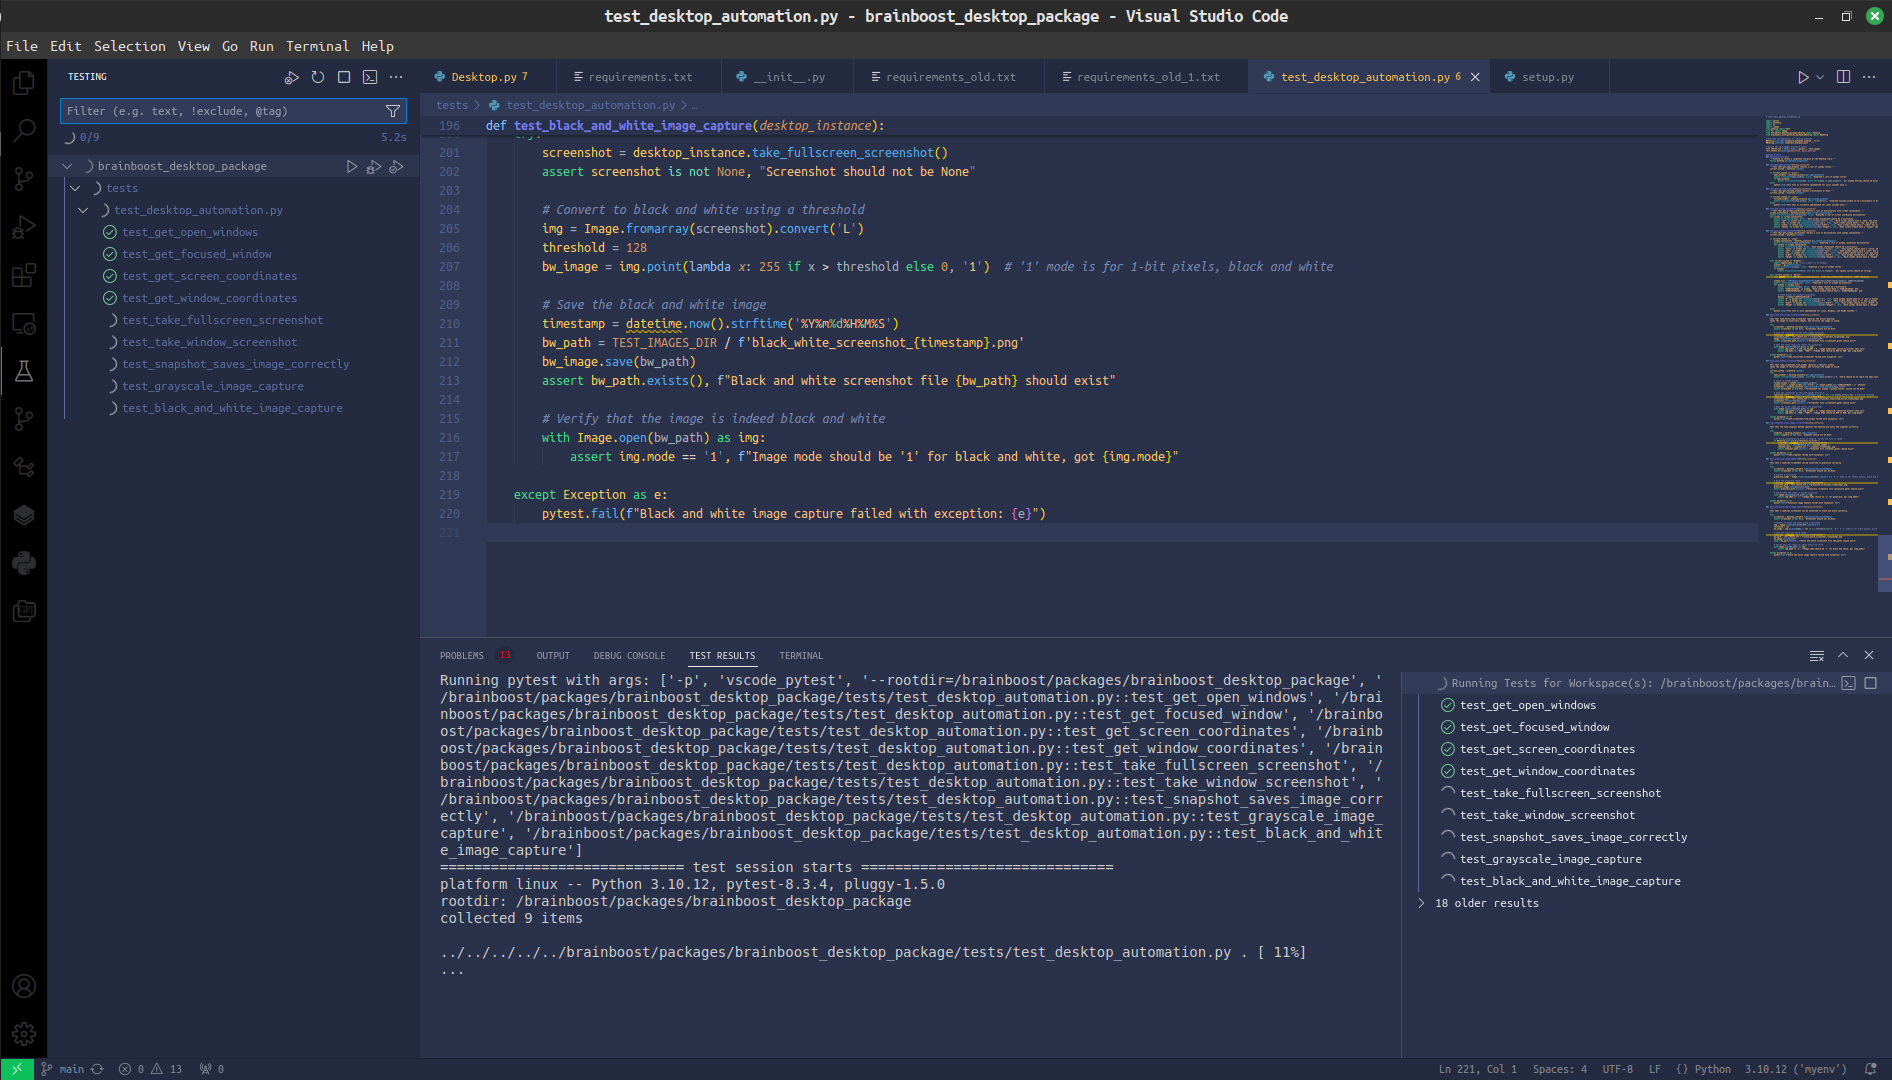 test_desktop_automation.py - brainboost_desktop_package - Visual Studio Code
File Edit Selection View Go Run Terminal Help
TESTING
Filter (e.g. text, !exclude, @tag)
0/9 5.2s
brainboost_desktop_package
tests
test_desktop_automation.py
test_get_open_windows
test_get_focused_window
test_get_screen_coordinates
test_get_window_coordinates
test_take_fullscreen_screenshot
test_take_window_screenshot
test_snapshot_saves_image_correctly
test_grayscale_image_capture
test_black_and_white_image_capture
Desktop.py 7 requirements.txt __init__.py requirements_old.txt requirements_old_1.txt test_desktop_automation.py 6 setup.py
tests > test_desktop_automation.py > ...
196 def test_black_and_white_image_capture(desktop_instance):
201 screenshot = desktop_instance.take_fullscreen_screenshot()
202 assert screenshot is not None, "Screenshot should not be None"
203
204 # Convert to black and white using a threshold
205 img = Image.fromarray(screenshot).convert('L')
206 threshold = 128
207 bw_image = img.point(lambda x: 255 if x > threshold else 0, '1')  # '1' mode is for 1-bit pixels, black and white
208
209 # Save the black and white image
210 timestamp = datetime.now().strftime('%Y%m%d%H%M%S')
211 bw_path = TEST_IMAGES_DIR / f'black_white_screenshot_{timestamp}.png'
212 bw_image.save(bw_path)
213 assert bw_path.exists(), f"Black and white screenshot file {bw_path} should exist"
214
215 # Verify that the image is indeed black and white
216 with Image.open(bw_path) as img:
217 assert img.mode == '1', f"Image mode should be '1' for black and white, got {img.mode}"
218
219 except Exception as e:
220 pytest.fail(f"Black and white image capture failed with exception: {e}")
221
PROBLEMS 13 OUTPUT DEBUG CONSOLE TEST RESULTS TERMINAL
Running pytest with args: ['-p', 'vscode_pytest', '--rootdir=/brainboost/packages/brainboost_desktop_package', '
/brainboost/packages/brainboost_desktop_package/tests/test_desktop_automation.py::test_get_open_windows', '/brai
nboost/packages/brainboost_desktop_package/tests/test_desktop_automation.py::test_get_focused_window', '/brainbo
ost/packages/brainboost_desktop_package/tests/test_desktop_automation.py::test_get_screen_coordinates', '/brainb
oost/packages/brainboost_desktop_package/tests/test_desktop_automation.py::test_get_window_coordinates', '/brain
boost/packages/brainboost_desktop_package/tests/test_desktop_automation.py::test_take_fullscreen_screenshot', '/
brainboost/packages/brainboost_desktop_package/tests/test_desktop_automation.py::test_take_window_screenshot', '
/brainboost/packages/brainboost_desktop_package/tests/test_desktop_automation.py::test_snapshot_saves_image_corr
ectly', '/brainboost/packages/brainboost_desktop_package/tests/test_desktop_automation.py::test_grayscale_image_
capture', '/brainboost/packages/brainboost_desktop_package/tests/test_desktop_automation.py::test_black_and_whit
e_image_capture']
============================= test session starts ==============================
platform linux -- Python 3.10.12, pytest-8.3.4, pluggy-1.5.0
rootdir: /brainboost/packages/brainboost_desktop_package
collected 9 items
../../../../../brainboost/packages/brainboost_desktop_package/tests/test_desktop_automation.py . [ 11%]
...
Running Tests for Workspace(s): /brainboost/packages/brain...
test_get_open_windows
test_get_focused_window
test_get_screen_coordinates
test_get_window_coordinates
test_take_fullscreen_screenshot
test_take_window_screenshot
test_snapshot_saves_image_correctly
test_grayscale_image_capture
test_black_and_white_image_capture
18 older results
main 0 13 0 Ln 221, Col 1 Spaces: 4 UTF-8 LF {} Python 3.10.12 ('myenv')